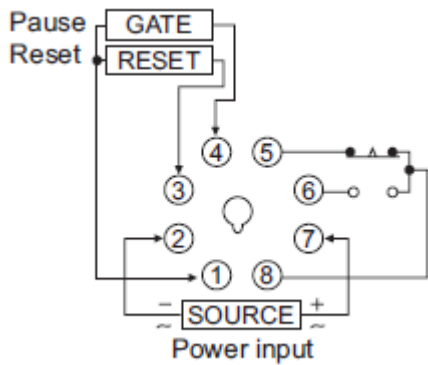 Pause GATE
Reset RESET
4 5
3 6
2 7
1 8
− SOURCE +
~ ~
Power input